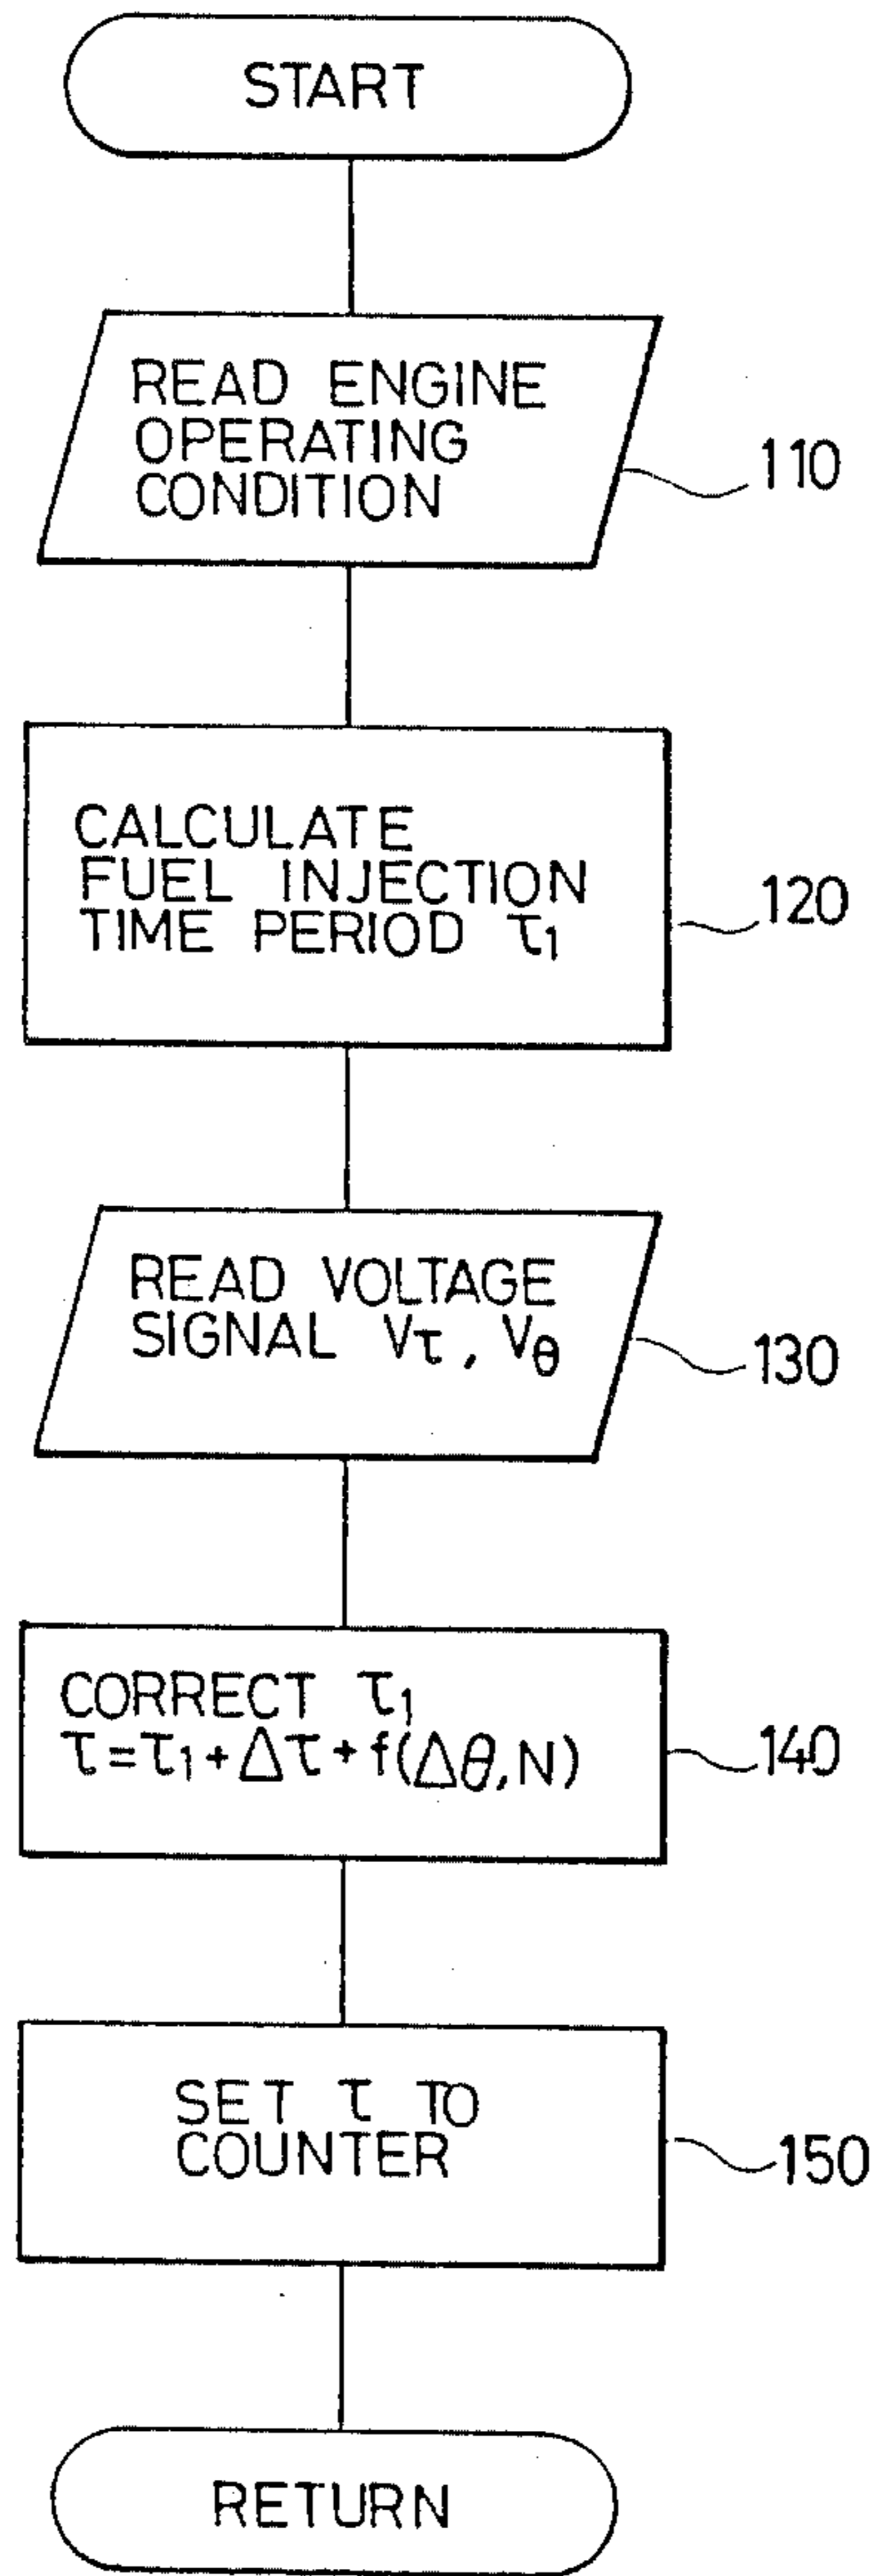 START
READ ENGINE
OPERATING
CONDITION
110
CALCULATE
FUEL INJECTION
TIME PERIOD τ₁
120
READ VOLTAGE
SIGNAL Vτ, Vθ
130
CORRECT τ₁
τ=τ₁+Δτ+f(Δθ,N)
140
SET τ TO
COUNTER
150
RETURN